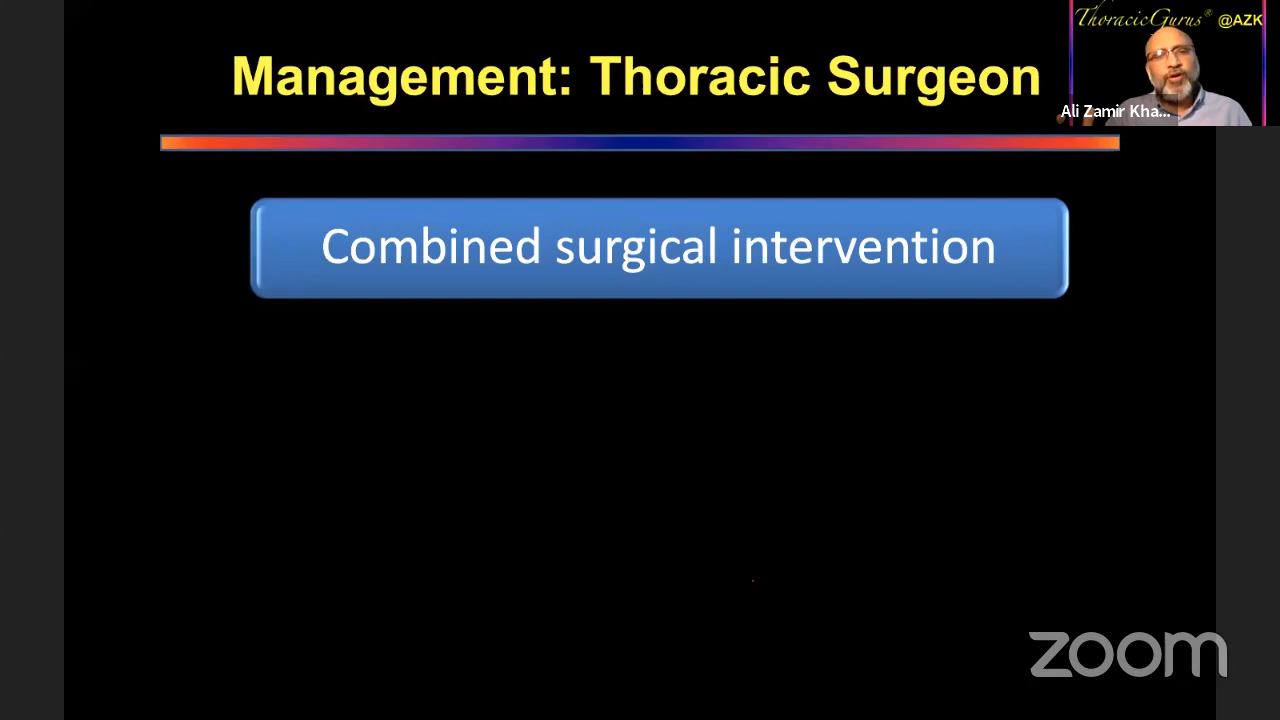 ThoracicGurus® @AZK
Management: Thoracic Surgeon
Ali Zamir Kha...
Combined surgical intervention
zoom